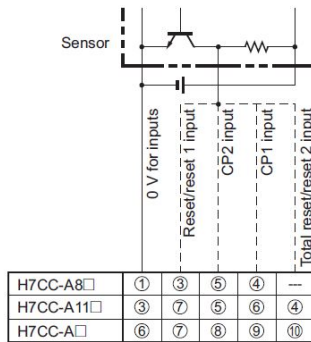 Sensor
0 V for inputs
Reset/reset 1 input
CP2 input
CP1 input
Total reset/reset 2 input
H7CC-A8□ ① ③ ⑤ ④ ---
H7CC-A11□ ③ ⑦ ⑤ ⑥ ④
H7CC-A□ ⑥ ⑦ ⑧ ⑨ ⑩